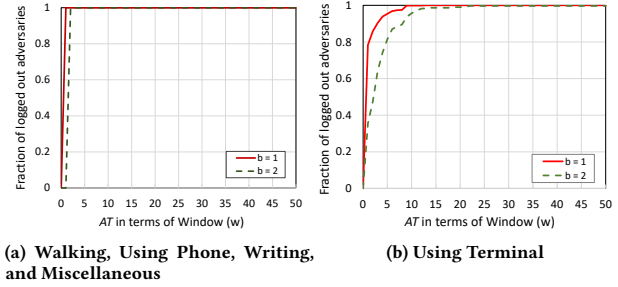 Fraction of logged out adversaries
1
0.8
0.6
0.4
0.2
0
0 5 10 15 20 25 30 35 40 45 50
b = 1
b = 2
AT in terms of Window (w)
(a) Walking, Using Phone, Writing,
and Miscellaneous
Fraction of logged out adversaries
1
0.8
0.6
0.4
0.2
0
0 5 10 15 20 25 30 35 40 45 50
b = 1
b = 2
AT in terms of Window (w)
(b) Using Terminal